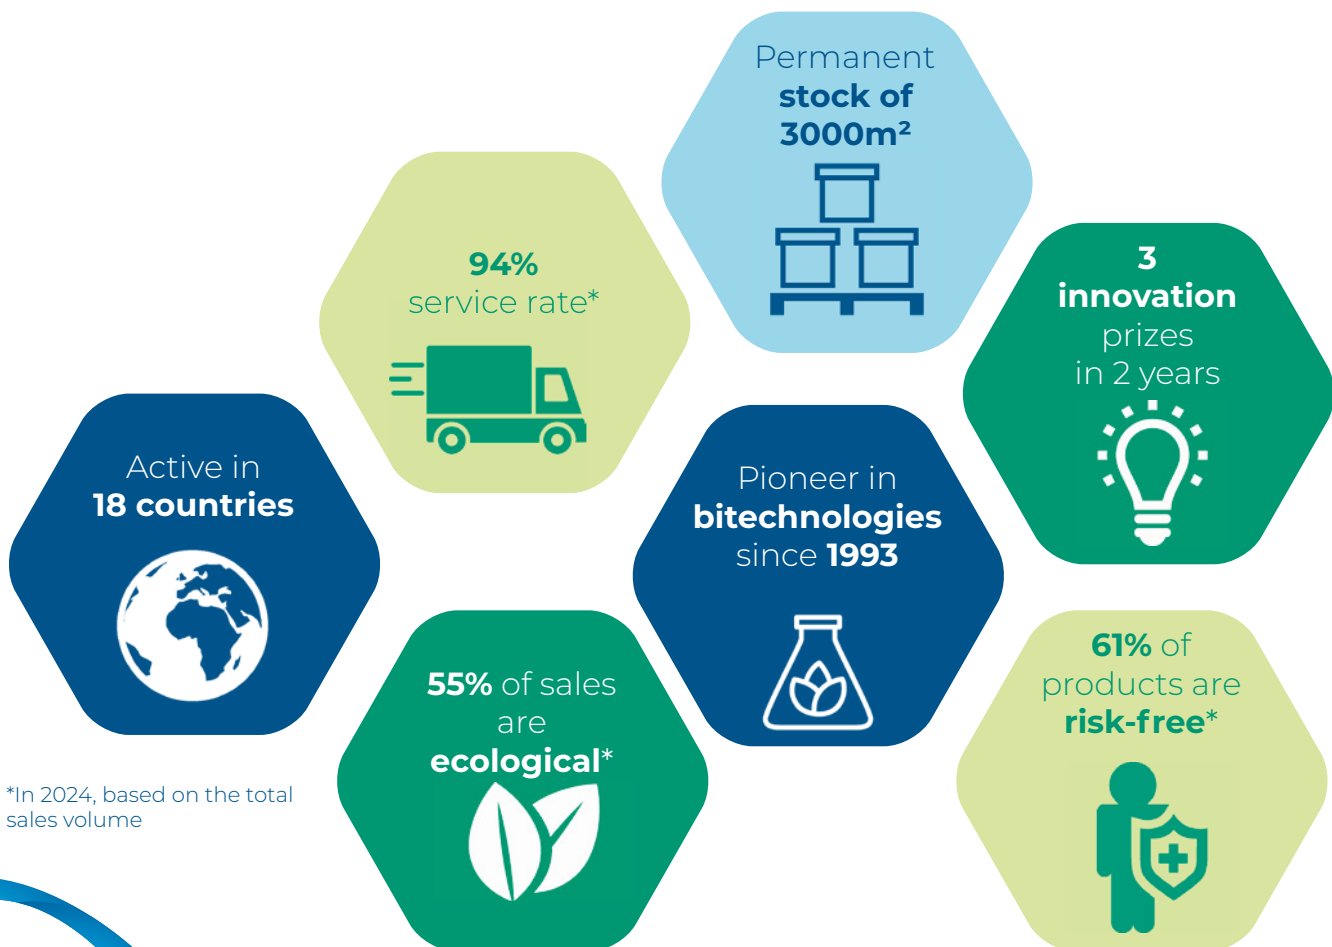 Permanent
stock of
3000m²
94%
service rate*
3
innovation
prizes
in 2 years
Active in
18 countries
Pioneer in
bitechnologies
since 1993
55% of sales
are
ecological*
61% of
products are
risk-free*
*In 2024, based on the total
sales volume